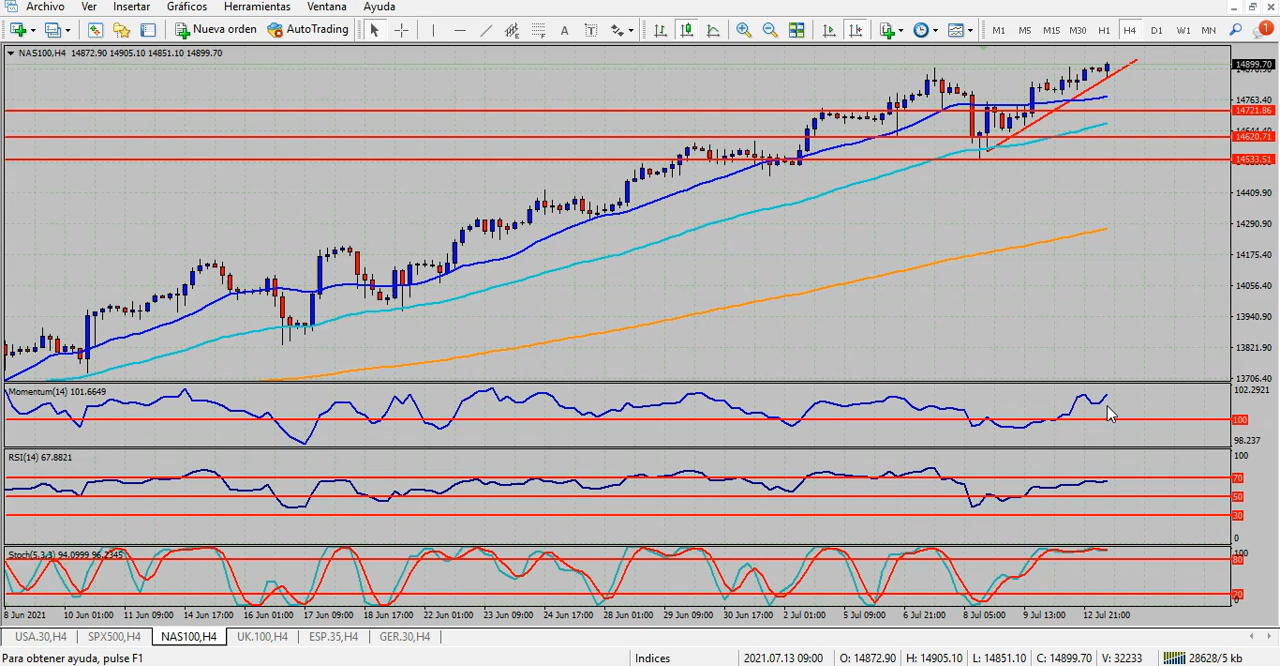 Archivo Ver Insertar Gráficos Herramientas Ventana Ayuda
Nueva orden AutoTrading A T M1 M5 M15 M30 H1 H4 D1 W1 MN 1
NAS100,H4 14872.90 14905.10 14851.10 14899.70
14899.70
14763.40
14721.86
14620.71
14533.51
14409.90
14290.90
14175.40
14056.40
13940.90
13821.90
13706.40
Momentum(14) 101.6649
102.2921
100
98.237
RSI(14) 67.8821
100
70
50
30
0
Stoch(5,3,3) 94.0999 96.2345
100
80
20
0
8 Jun 2021 10 Jun 01:00 11 Jun 09:00 14 Jun 17:00 16 Jun 01:00 17 Jun 09:00 18 Jun 17:00 22 Jun 01:00 23 Jun 09:00 24 Jun 17:00 28 Jun 01:00 29 Jun 09:00 30 Jun 17:00 2 Jul 01:00 5 Jul 09:00 6 Jul 21:00 8 Jul 05:00 9 Jul 13:00 12 Jul 21:00
USA.30,H4 SPX500,H4 NAS100,H4 UK.100,H4 ESP.35,H4 GER.30,H4
Para obtener ayuda, pulse F1 Indices 2021.07.13 09:00 O: 14872.90 H: 14905.10 L: 14851.10 C: 14899.70 V: 32233 28628/5 kb